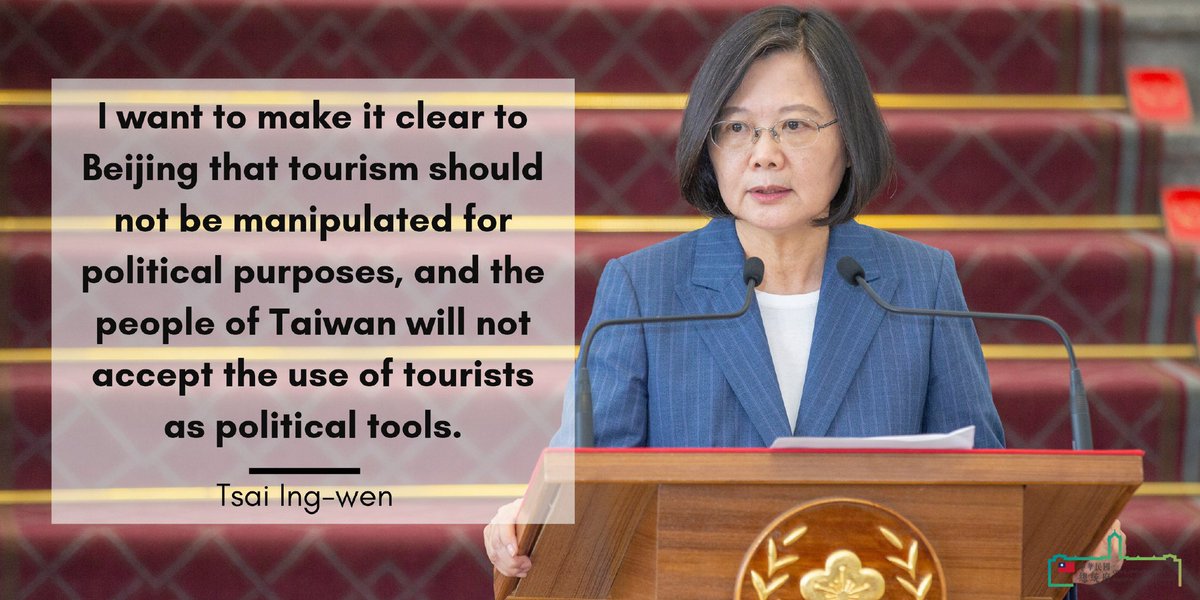 I want to make it clear to
Beijing that tourism should
not be manipulated for
political purposes, and the
people of Taiwan will not
accept the use of tourists
as political tools.
Tsai Ing-wen